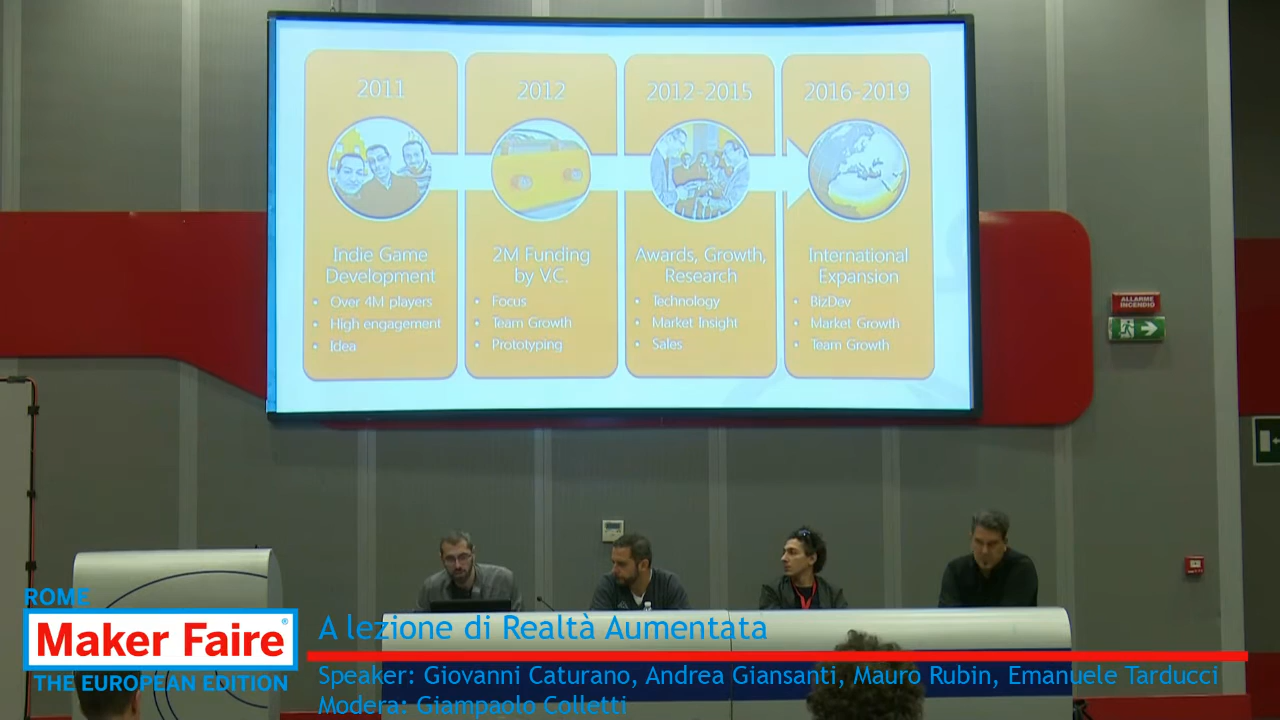 2011
Indie Game
Development
• Over 4M players
• High engagement
• Idea
2012
2M Funding
by V.C.
• Focus
• Team Growth
• Prototyping
2012-2015
Awards, Growth,
Research
• Technology
• Market Insight
• Sales
2016-2019
International
Expansion
• BizDev
• Market Growth
• Team Growth
ALLARME
INCENDIO
ROME
Maker Faire®
THE EUROPEAN EDITION
A lezione di Realtà Aumentata
Speaker: Giovanni Caturano, Andrea Giansanti, Mauro Rubin, Emanuele Tarducci
Modera: Giampaolo Colletti